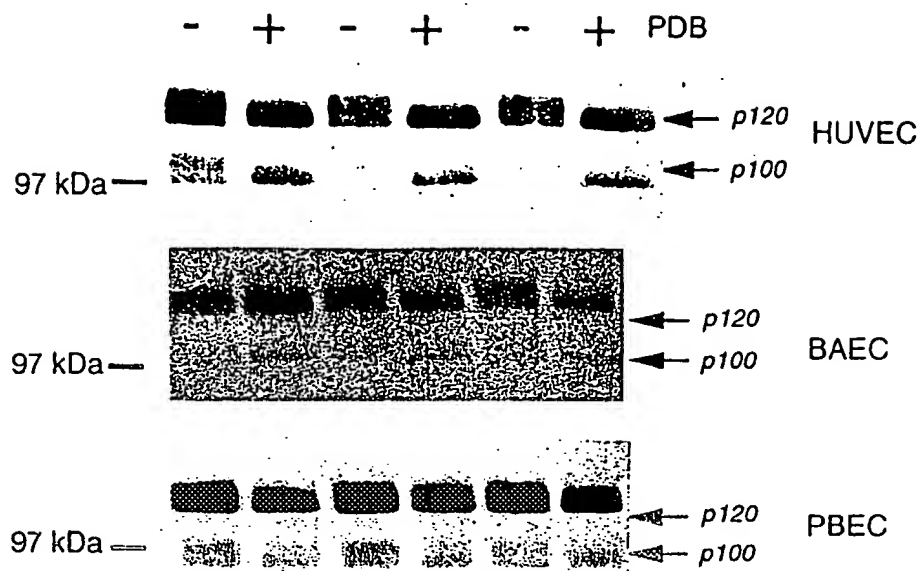 - + - + - + PDB
p120
HUVEC
p100
97 kDa
p120
BAEC
97 kDa
p100
p120
PBEC
97 kDa
p100